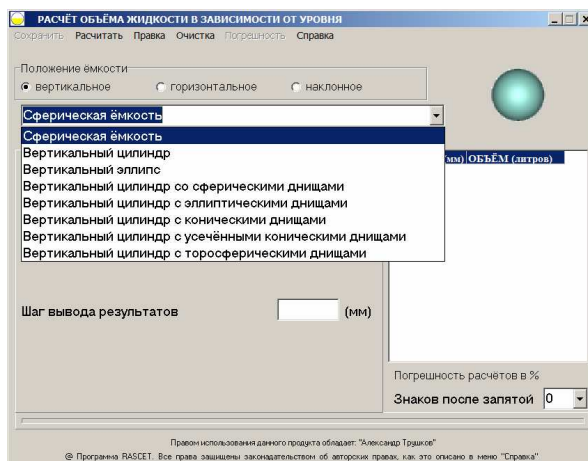 РАСЧЁТ ОБЪЁМА ЖИДКОСТИ В ЗАВИСИМОСТИ ОТ УРОВНЯ
Сохранить Расчитать Правка Очистка Погрешность Справка
Положение ёмкости
вертикальное горизонтальное наклонное
Сферическая ёмкость
Сферическая ёмкость
Вертикальный цилиндр
Вертикальный эллипс
Вертикальный цилиндр со сферическими днищами
Вертикальный цилиндр с эллиптическими днищами
Вертикальный цилиндр с коническими днищами
Вертикальный цилиндр с усечёнными коническими днищами
Вертикальный цилиндр с торосферическими днищами
мм) ОБЪЁМ (литров)
Шаг вывода результатов (мм)
Погрешность расчётов в %
Знаков после запятой 0
Правом использования данного продукта обладает: "Александр Трушков"
@ Программа RASCET. Все права защищены законадательством об авторских правах, как это описано в меню "Справка"